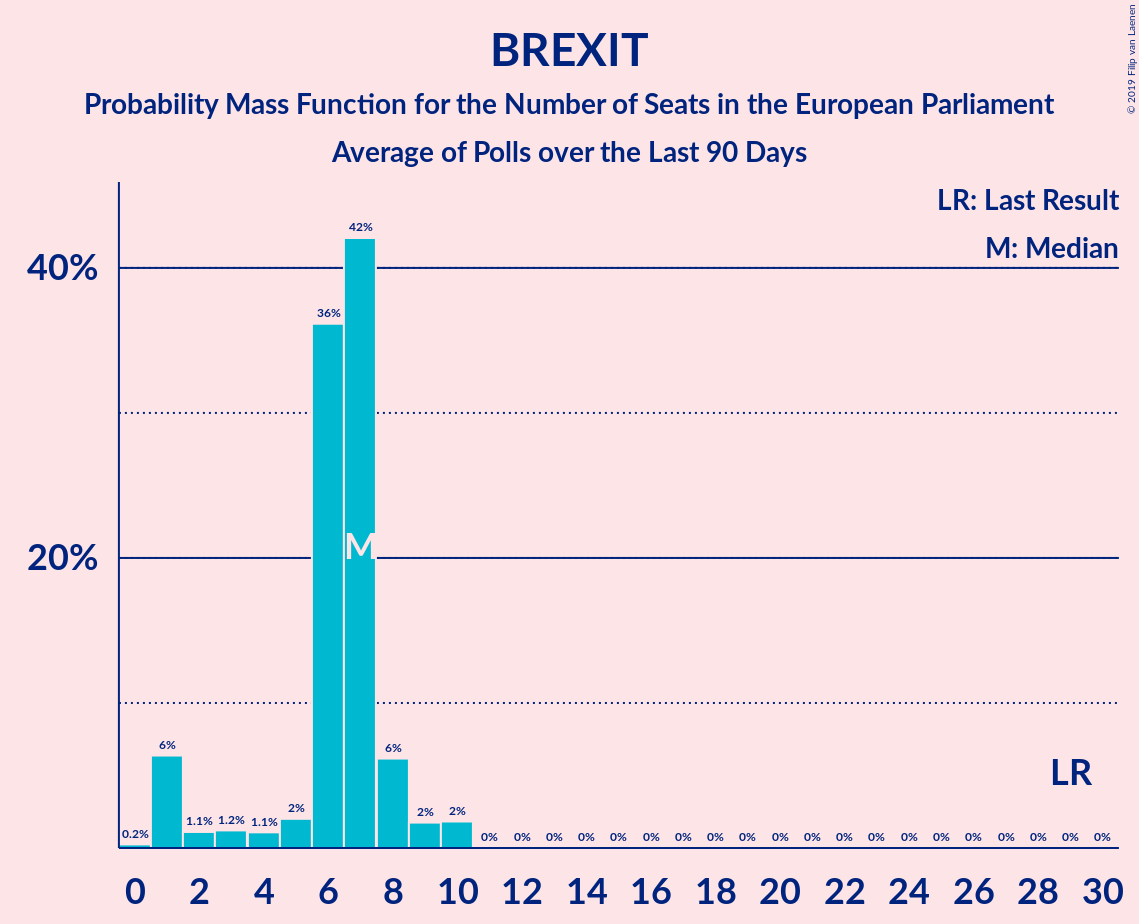 BREXIT
Probability Mass Function for the Number of Seats in the European Parliament
Average of Polls over the Last 90 Days
© 2019 Filip van Laenen
LR: Last Result
M: Median
40%
20%
0.2% 6% 1.1% 1.2% 1.1% 2% 36% 42% 6% 2% 2% 0% 0% 0% 0% 0% 0% 0% 0% 0% 0% 0% 0% 0% 0% 0% 0% 0% 0% 0% 0%
M
LR
0 2 4 6 8 10 12 14 16 18 20 22 24 26 28 30